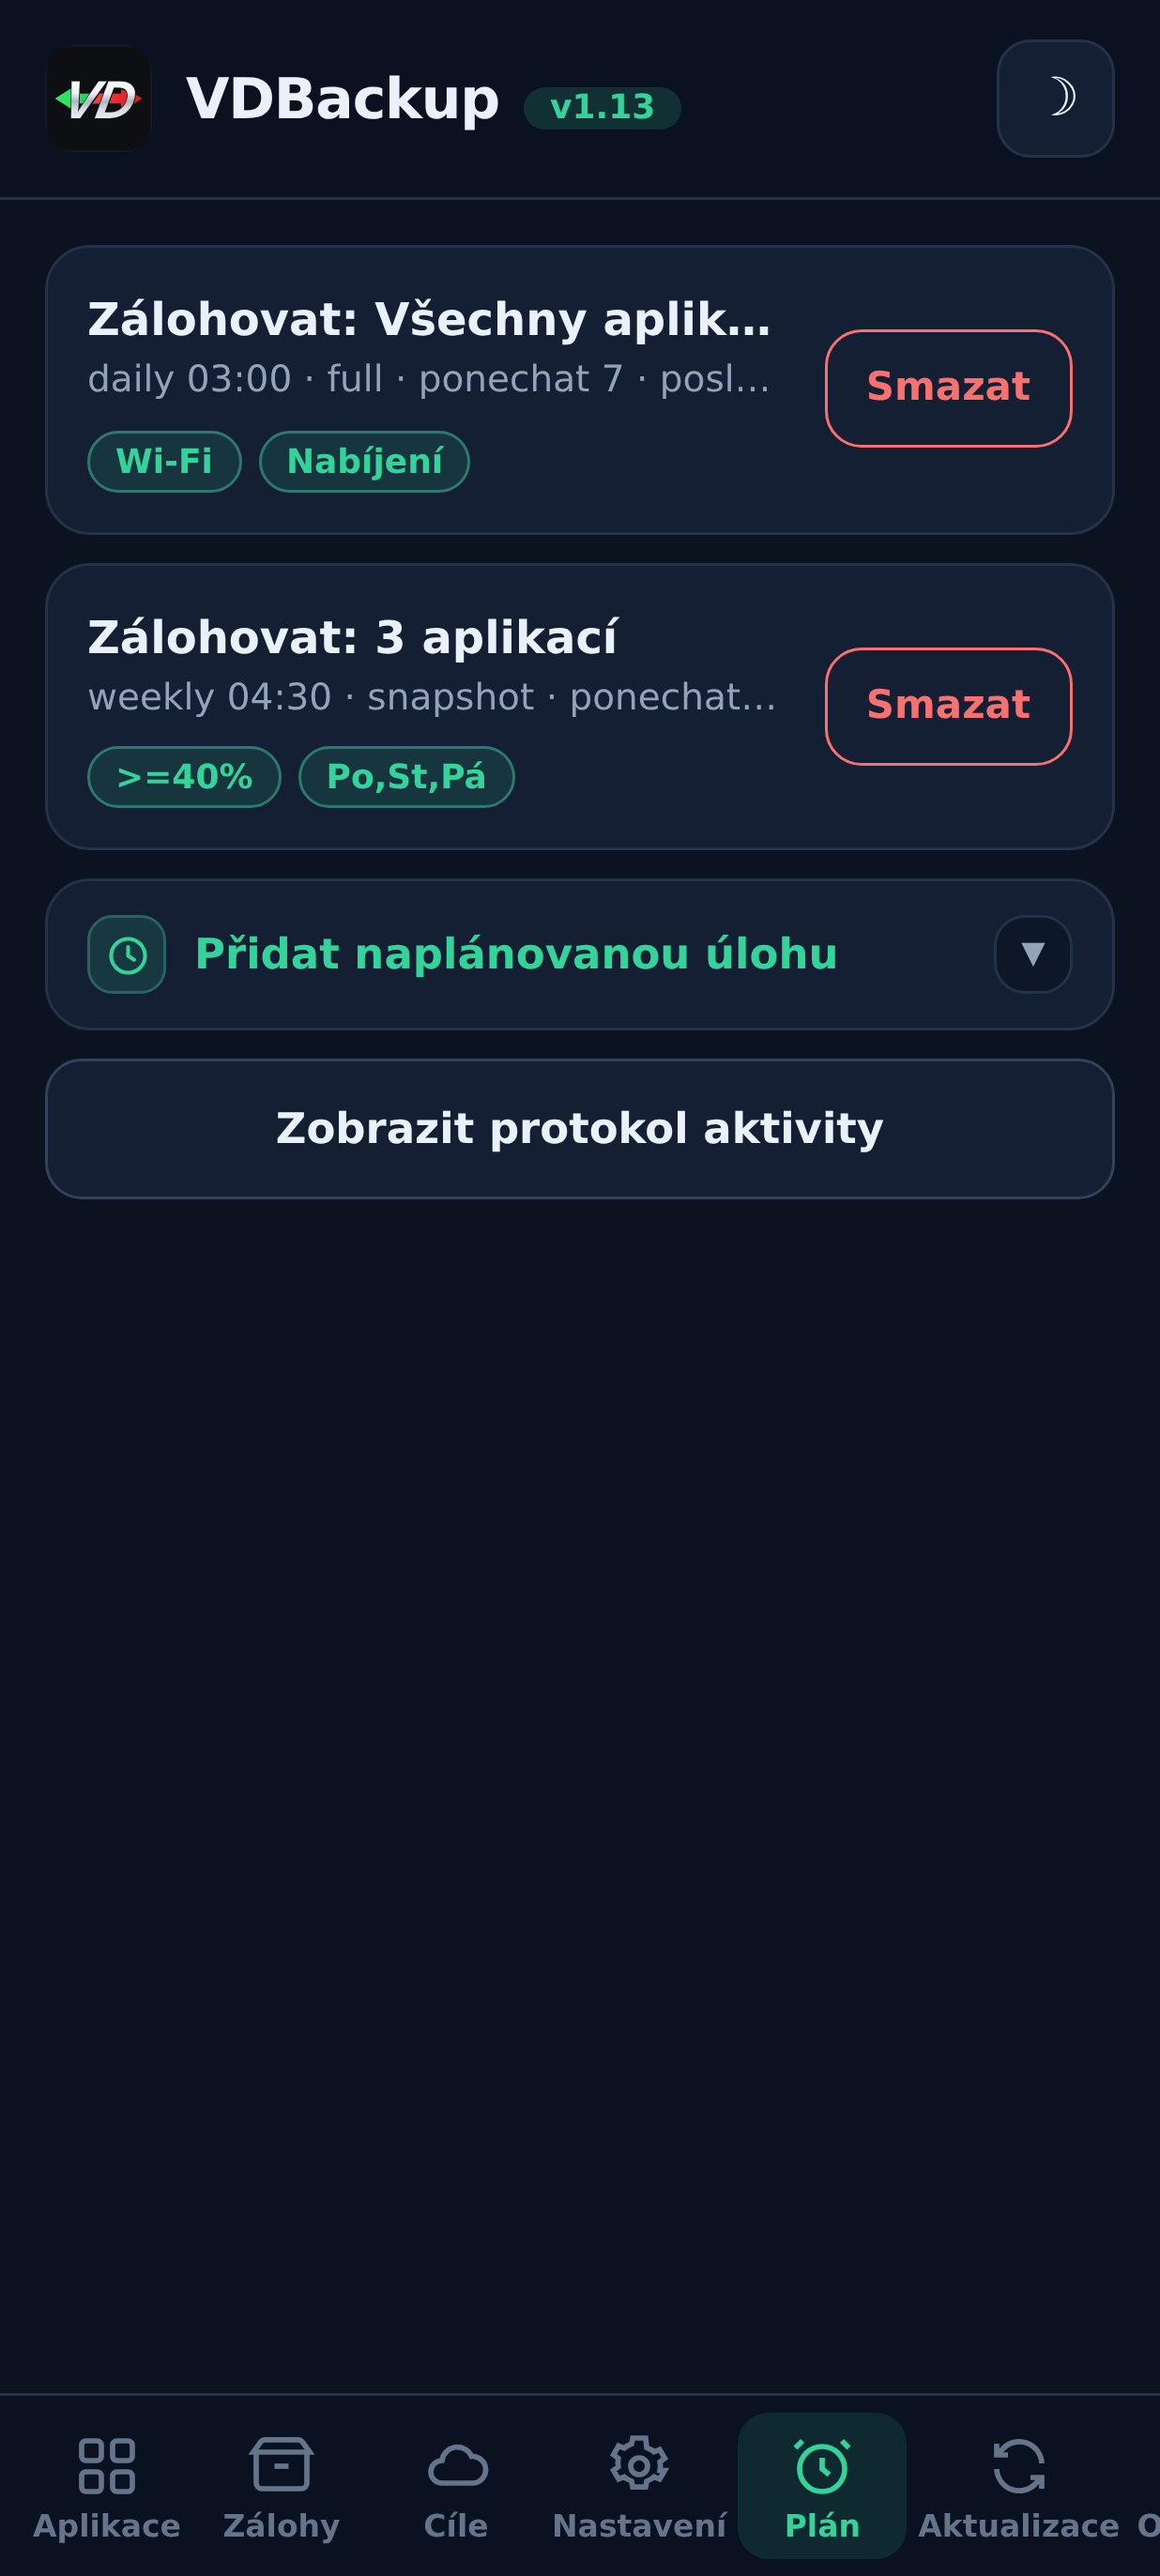 VD
VDBackup v1.13
Zálohovat: Všechny aplik...
daily 03:00 · full · ponechat 7 · posl...
Wi-Fi Nabíjení
Smazat
Zálohovat: 3 aplikací
weekly 04:30 · snapshot · ponechat...
>=40% Po,St,Pá
Smazat
Přidat naplánovanou úlohu
Zobrazit protokol aktivity
Aplikace Zálohy Cíle Nastavení Plán Aktualizace